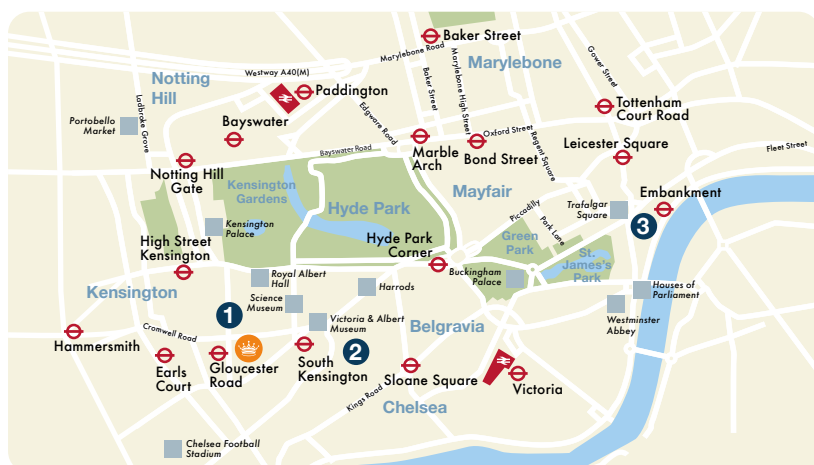 Baker Street
Marylebone Road
Marylebone
Notting
Hill
Westway A40(M)
Baker Street
Marylebone High Street
Gower Street
Paddington
Tottenham
Court Road
Portobello
Market
Ladbroke Grove
Bayswater
Edgware Road
Oxford Street
Regent Square
Leicester Square
Fleet Street
Bayswater Road
Marble
Arch
Bond Street
Notting Hill
Gate
Kensington
Gardens
Mayfair
Embankment
Hyde Park
Piccadilly
Trafalgar
Square
3
Kensington
Palace
Park Lane
High Street
Kensington
Hyde Park
Corner
Green
Park
St.
James's
Park
Royal Albert
Hall
Buckingham
Palace
Kensington
Harrods
Houses of
Parliament
Science
Museum
1
Victoria & Albert
Museum
Belgravia
Westminster
Abbey
Cromwell Road
Hammersmith
2
Earls
Court
Gloucester
Road
South
Kensington
Sloane Square
Victoria
Kings Road
Chelsea
Chelsea Football
Stadium